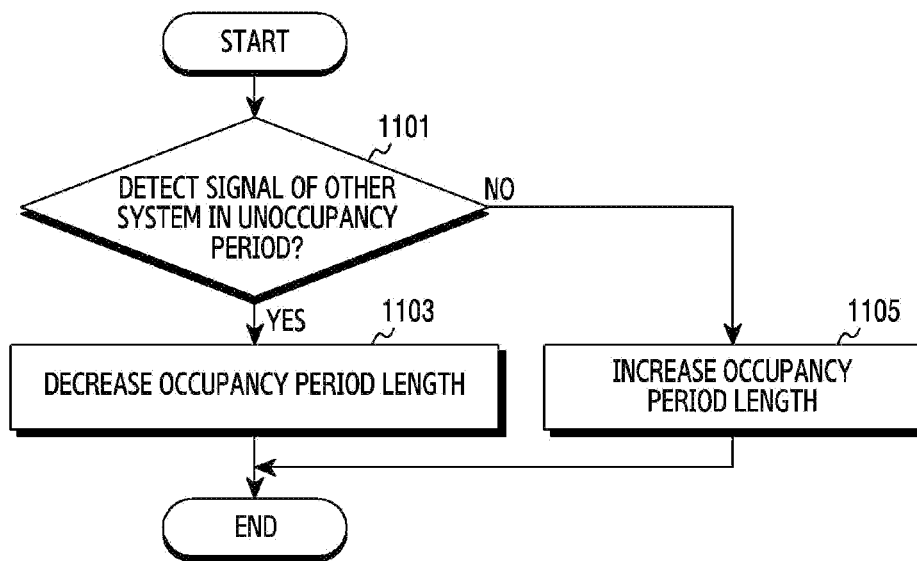 START
1101
DETECT SIGNAL OF OTHER
SYSTEM IN UNOCCUPANCY
PERIOD?
NO
YES
1103
DECREASE OCCUPANCY PERIOD LENGTH
1105
INCREASE OCCUPANCY
PERIOD LENGTH
END